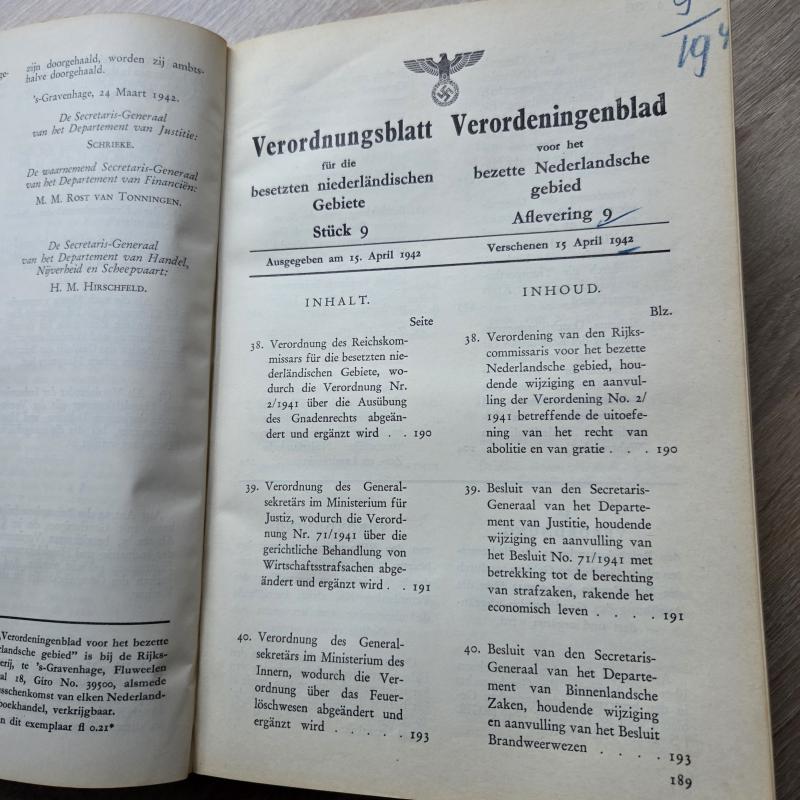 ge-
zijn doorgehaald, worden zij ambts-
halve doorgehaald.
's-Gravenhage, 24 Maart 1942.
De Secretaris-Generaal
van het Departement van Justitie:
SCHRIEKE.
De waarnemend Secretaris-Generaal
van het Departement van Financiën:
M. M. ROST VAN TONNINGEN.
De Secretaris-Generaal
van het Departement van Handel,
Nijverheid en Scheepvaart:
H. M. HIRSCHFELD.
Verordeningenblad voor het bezette
landsche gebied" is bij de Rijks-
erij, te 's-Gravenhage, Fluweelen
al 18, Giro No. 39500, alsmede
sschenkomst van elken Nederland-
boekhandel, verkrijgbaar.
n dit exemplaar fl 0.21*
9/194
Verordnungsblatt
für die
besetzten niederländischen
Gebiete
Stück 9
Ausgegeben am 15. April 1942
Verordeningenblad
voor het
bezette Nederlandsche
gebied
Aflevering 9
Verschenen 15 April 1942
INHALT.
Seite
38. Verordnung des Reichskom-
missars für die besetzten nie-
derländischen Gebiete, wo-
durch die Verordnung Nr.
2/1941 über die Ausübung
des Gnadenrechts abgeän-
dert und ergänzt wird . . 190
39. Verordnung des General-
sekretärs im Ministerium für
Justiz, wodurch die Verord-
nung Nr. 71/1941 über die
gerichtliche Behandlung von
Wirtschaftsstrafsachen abge-
ändert und ergänzt wird . . 191
40. Verordnung des General-
sekretärs im Ministerium des
Innern, wodurch die Ver-
ordnung über das Feuer-
löschwesen abgeändert und
ergänzt wird . . . . . 193
INHOUD.
Blz.
38. Verordening van den Rijks-
commissaris voor het bezette
Nederlandsche gebied, hou-
dende wijziging en aanvul-
ling der Verordening No. 2/
1941 betreffende de uitoefe-
ning van het recht van
abolitie en van gratie . . . 190
39. Besluit van den Secretaris-
Generaal van het Departe-
ment van Justitie, houdende
wijziging en aanvulling van
het Besluit No. 71/1941 met
betrekking tot de berechting
van strafzaken, rakende het
economisch leven . . . . 191
40. Besluit van den Secretaris-
Generaal van het Departe-
ment van Binnenlandsche
Zaken, houdende wijziging
en aanvulling van het Besluit
Brandweerwezen . . . . 193
189